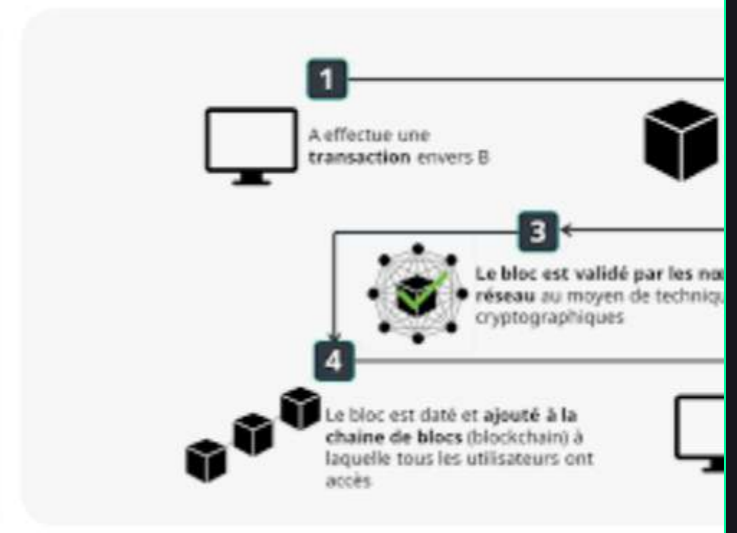 1
A effectue une
transaction envers B
3
Le bloc est validé par les
réseau au moyen de
cryptographiques
4
Le bloc est daté et ajouté à la
chaine de blocs (blockchain) à
laquelle tous les utilisateurs ont
accès